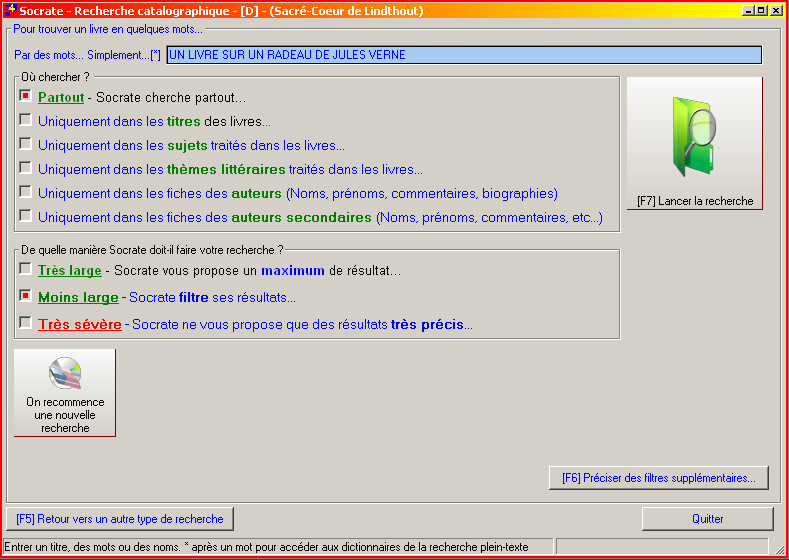 Socrate - Recherche catalographique - [D] - (Sacré-Coeur de Lindthout)
Pour trouver un livre en quelques mots...
Par des mots... Simplement...[*] UN LIVRE SUR UN RADEAU DE JULES VERNE
Où chercher ?
Partout - Socrate cherche partout...
Uniquement dans les titres des livres...
Uniquement dans les sujets traités dans les livres...
Uniquement dans les thèmes littéraires traités dans les livres...
Uniquement dans les fiches des auteurs (Noms, prénoms, commentaires, biographies)
Uniquement dans les fiches des auteurs secondaires (Noms, prénoms, commentaires, etc...)
[F7] Lancer la recherche
De quelle manière Socrate doit-il faire votre recherche ?
Très large - Socrate vous propose un maximum de résultat...
Moins large - Socrate filtre ses résultats...
Très sévère - Socrate ne vous propose que des résultats très précis...
On recommence
une nouvelle
recherche
[F6] Préciser des filtres supplémentaires...
[F5] Retour vers un autre type de recherche
Quitter
Entrer un titre, des mots ou des noms. * après un mot pour accéder aux dictionnaires de la recherche plein-texte